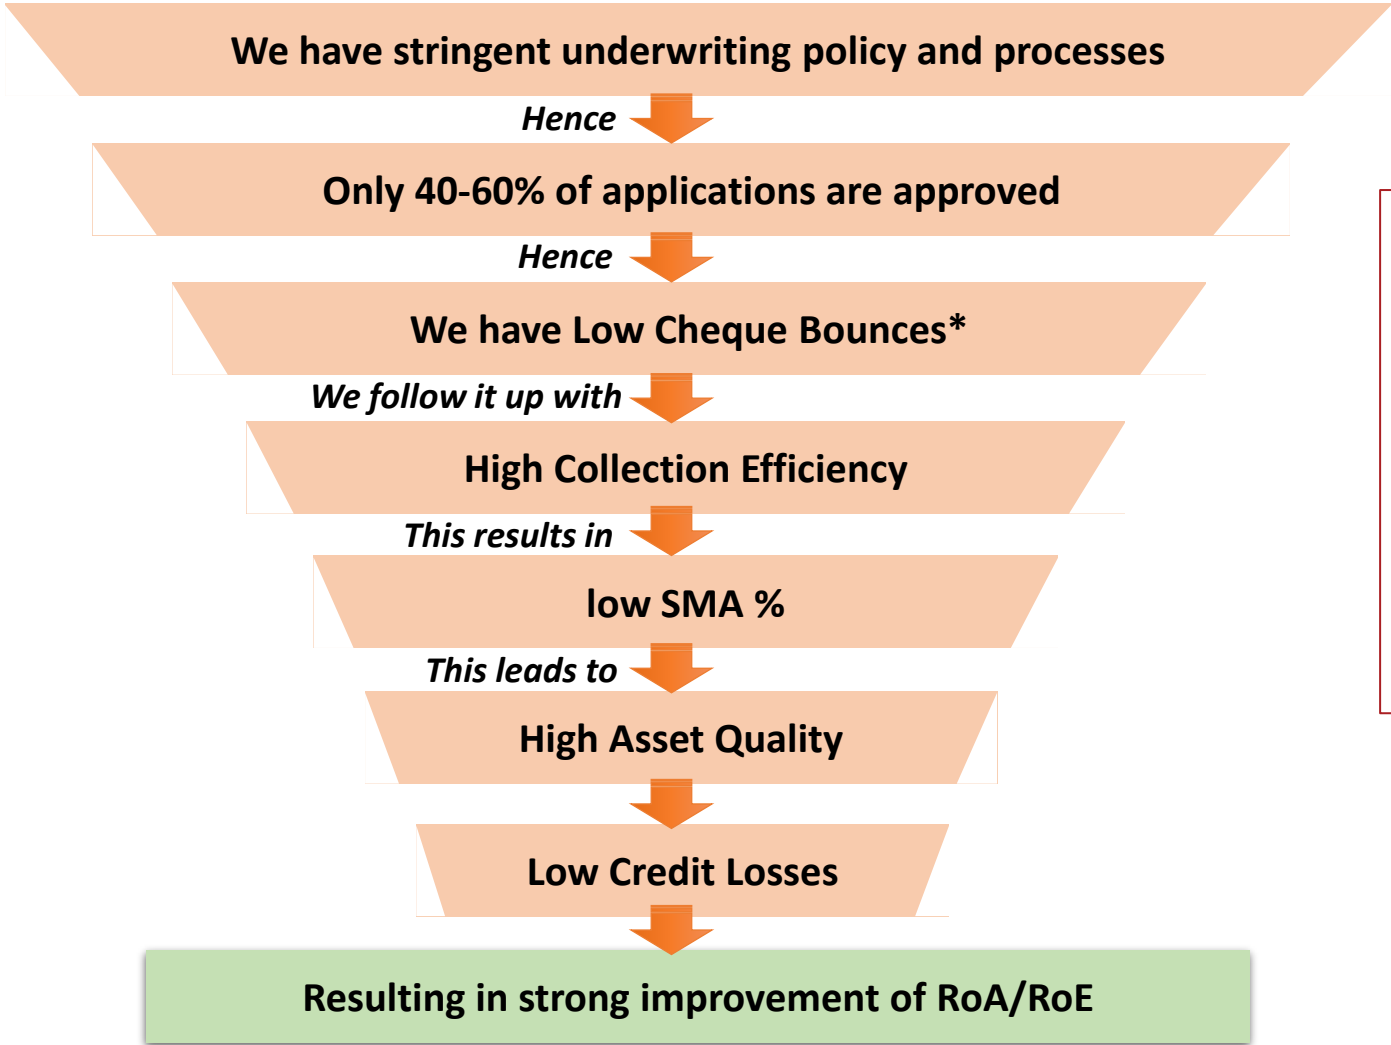 We have stringent underwriting policy and processes
Hence
Only 40-60% of applications are approved
Hence
We have Low Cheque Bounces*
We follow it up with
High Collection Efficiency
This results in
low SMA %
This leads to
High Asset Quality
Low Credit Losses
Resulting in strong improvement of RoA/RoE